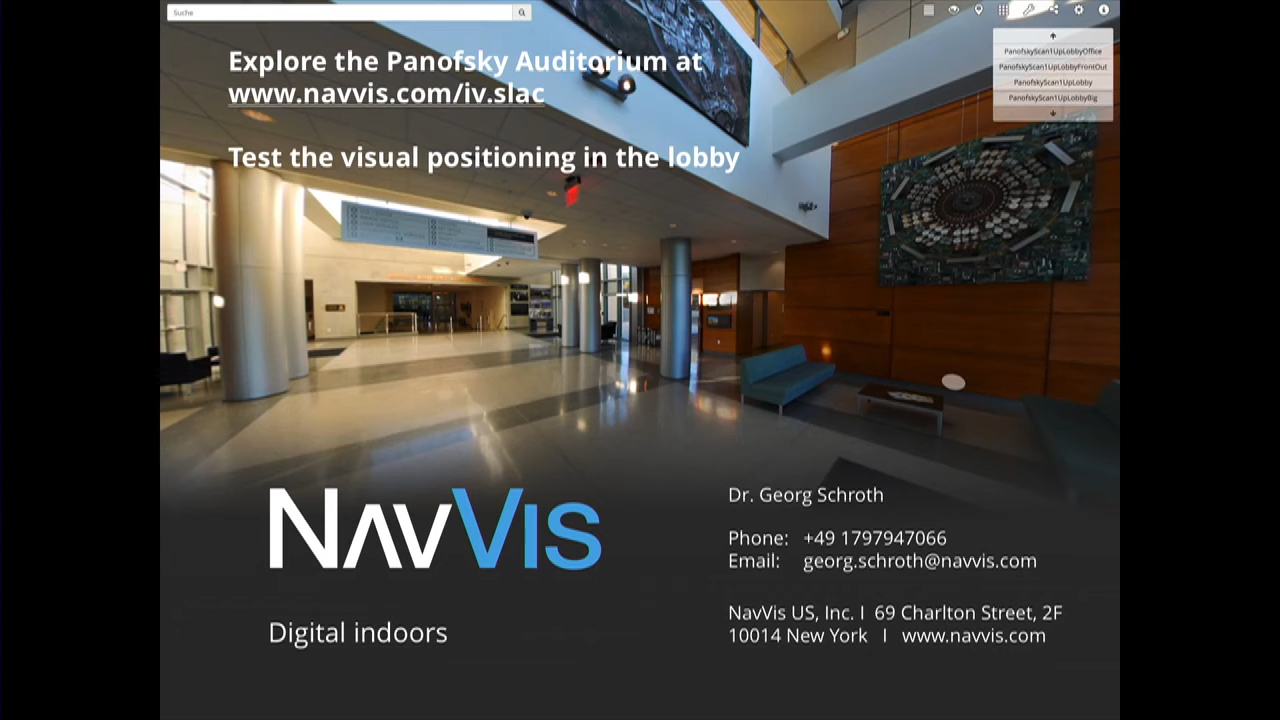 Suche
Explore the Panofsky Auditorium at
www.navvis.com/iv.slac
Test the visual positioning in the lobby
PanofskyScan1UpLobbyOffice
PanofskyScan1UpLobbyFrontOut
PanofskyScan1UpLobby
PanofskyScan1UpLobbyBig
NavVis
Digital indoors
Dr. Georg Schroth
Phone: +49 1797947066
Email: georg.schroth@navvis.com
NavVis US, Inc. I 69 Charlton Street, 2F
10014 New York I www.navvis.com